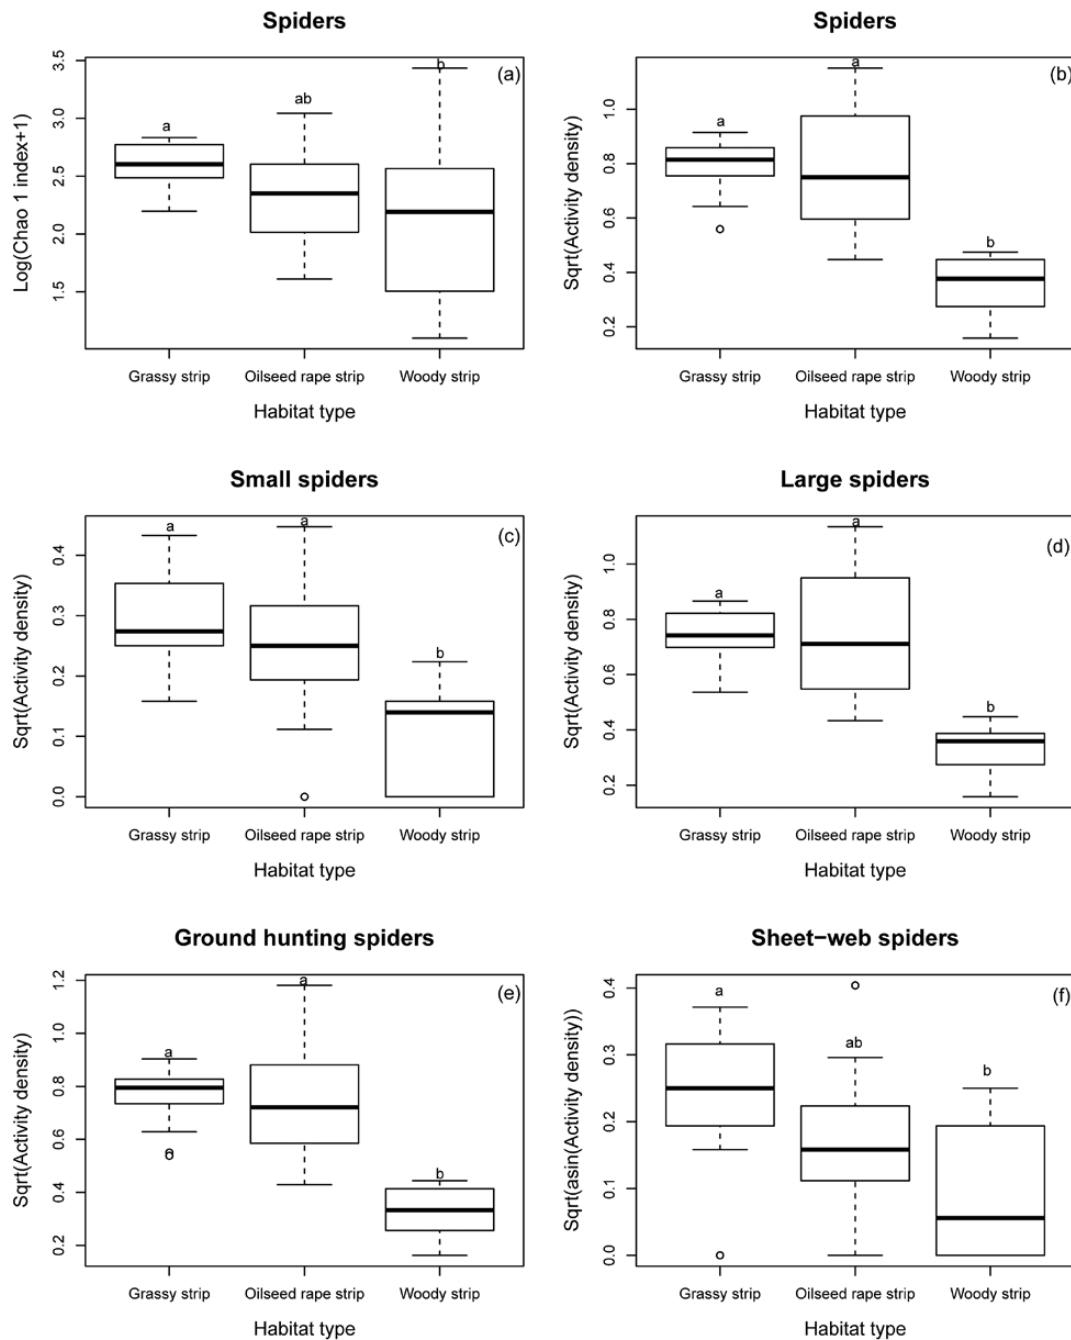 Spiders
(a)
Log(Chao 1 index+1)
3.5
3.0
2.5
2.0
1.5
a
ab
b
Grassy strip Oilseed rape strip Woody strip
Habitat type
Spiders
(b)
Sqrt(Activity density)
1.0
0.8
0.6
0.4
0.2
a
a
b
Grassy strip Oilseed rape strip Woody strip
Habitat type
Small spiders
(c)
Sqrt(Activity density)
0.4
0.3
0.2
0.1
0.0
a
a
b
Grassy strip Oilseed rape strip Woody strip
Habitat type
Large spiders
(d)
Sqrt(Activity density)
1.0
0.8
0.6
0.4
0.2
a
a
b
Grassy strip Oilseed rape strip Woody strip
Habitat type
Ground hunting spiders
(e)
Sqrt(Activity density)
1.2
1.0
0.8
0.6
0.4
0.2
a
a
b
Grassy strip Oilseed rape strip Woody strip
Habitat type
Sheet−web spiders
(f)
Sqrt(asin(Activity density))
0.4
0.3
0.2
0.1
0.0
a
ab
b
Grassy strip Oilseed rape strip Woody strip
Habitat type